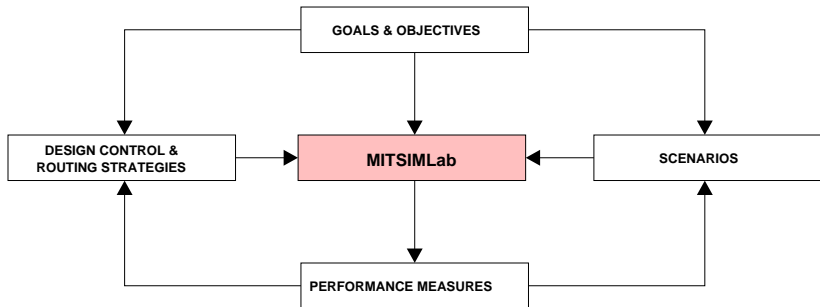 GOALS & OBJECTIVES
DESIGN CONTROL &
ROUTING STRATEGIES
MITSIMLab
SCENARIOS
PERFORMANCE MEASURES